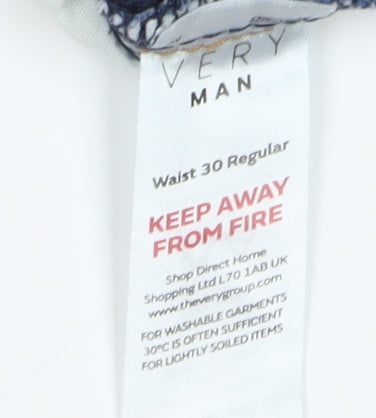 VERY
MAN
Waist 30 Regular
KEEP AWAY
FROM FIRE
Shop Direct Home
Shopping Ltd L70 1AB UK
www.theverygroup.com
FOR WASHABLE GARMENTS
30°C IS OFTEN SUFFICIENT
FOR LIGHTLY SOILED ITEMS